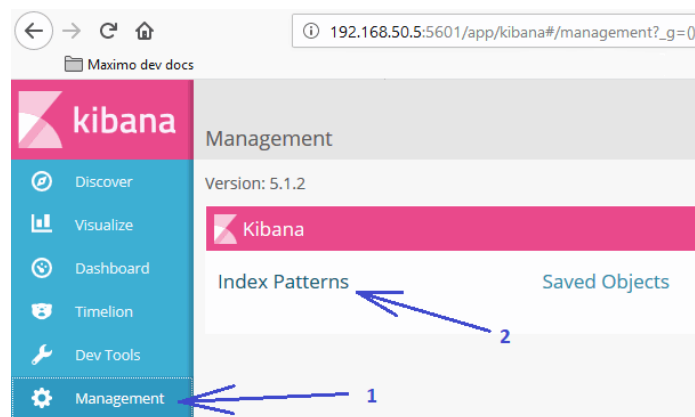 192.168.50.5:5601/app/kibana#/management?_g=()
Maximo dev docs
kibana
Management
Discover
Version: 5.1.2
Visualize
Kibana
Dashboard
Index Patterns
Saved Objects
Timelion
2
Dev Tools
Management
1